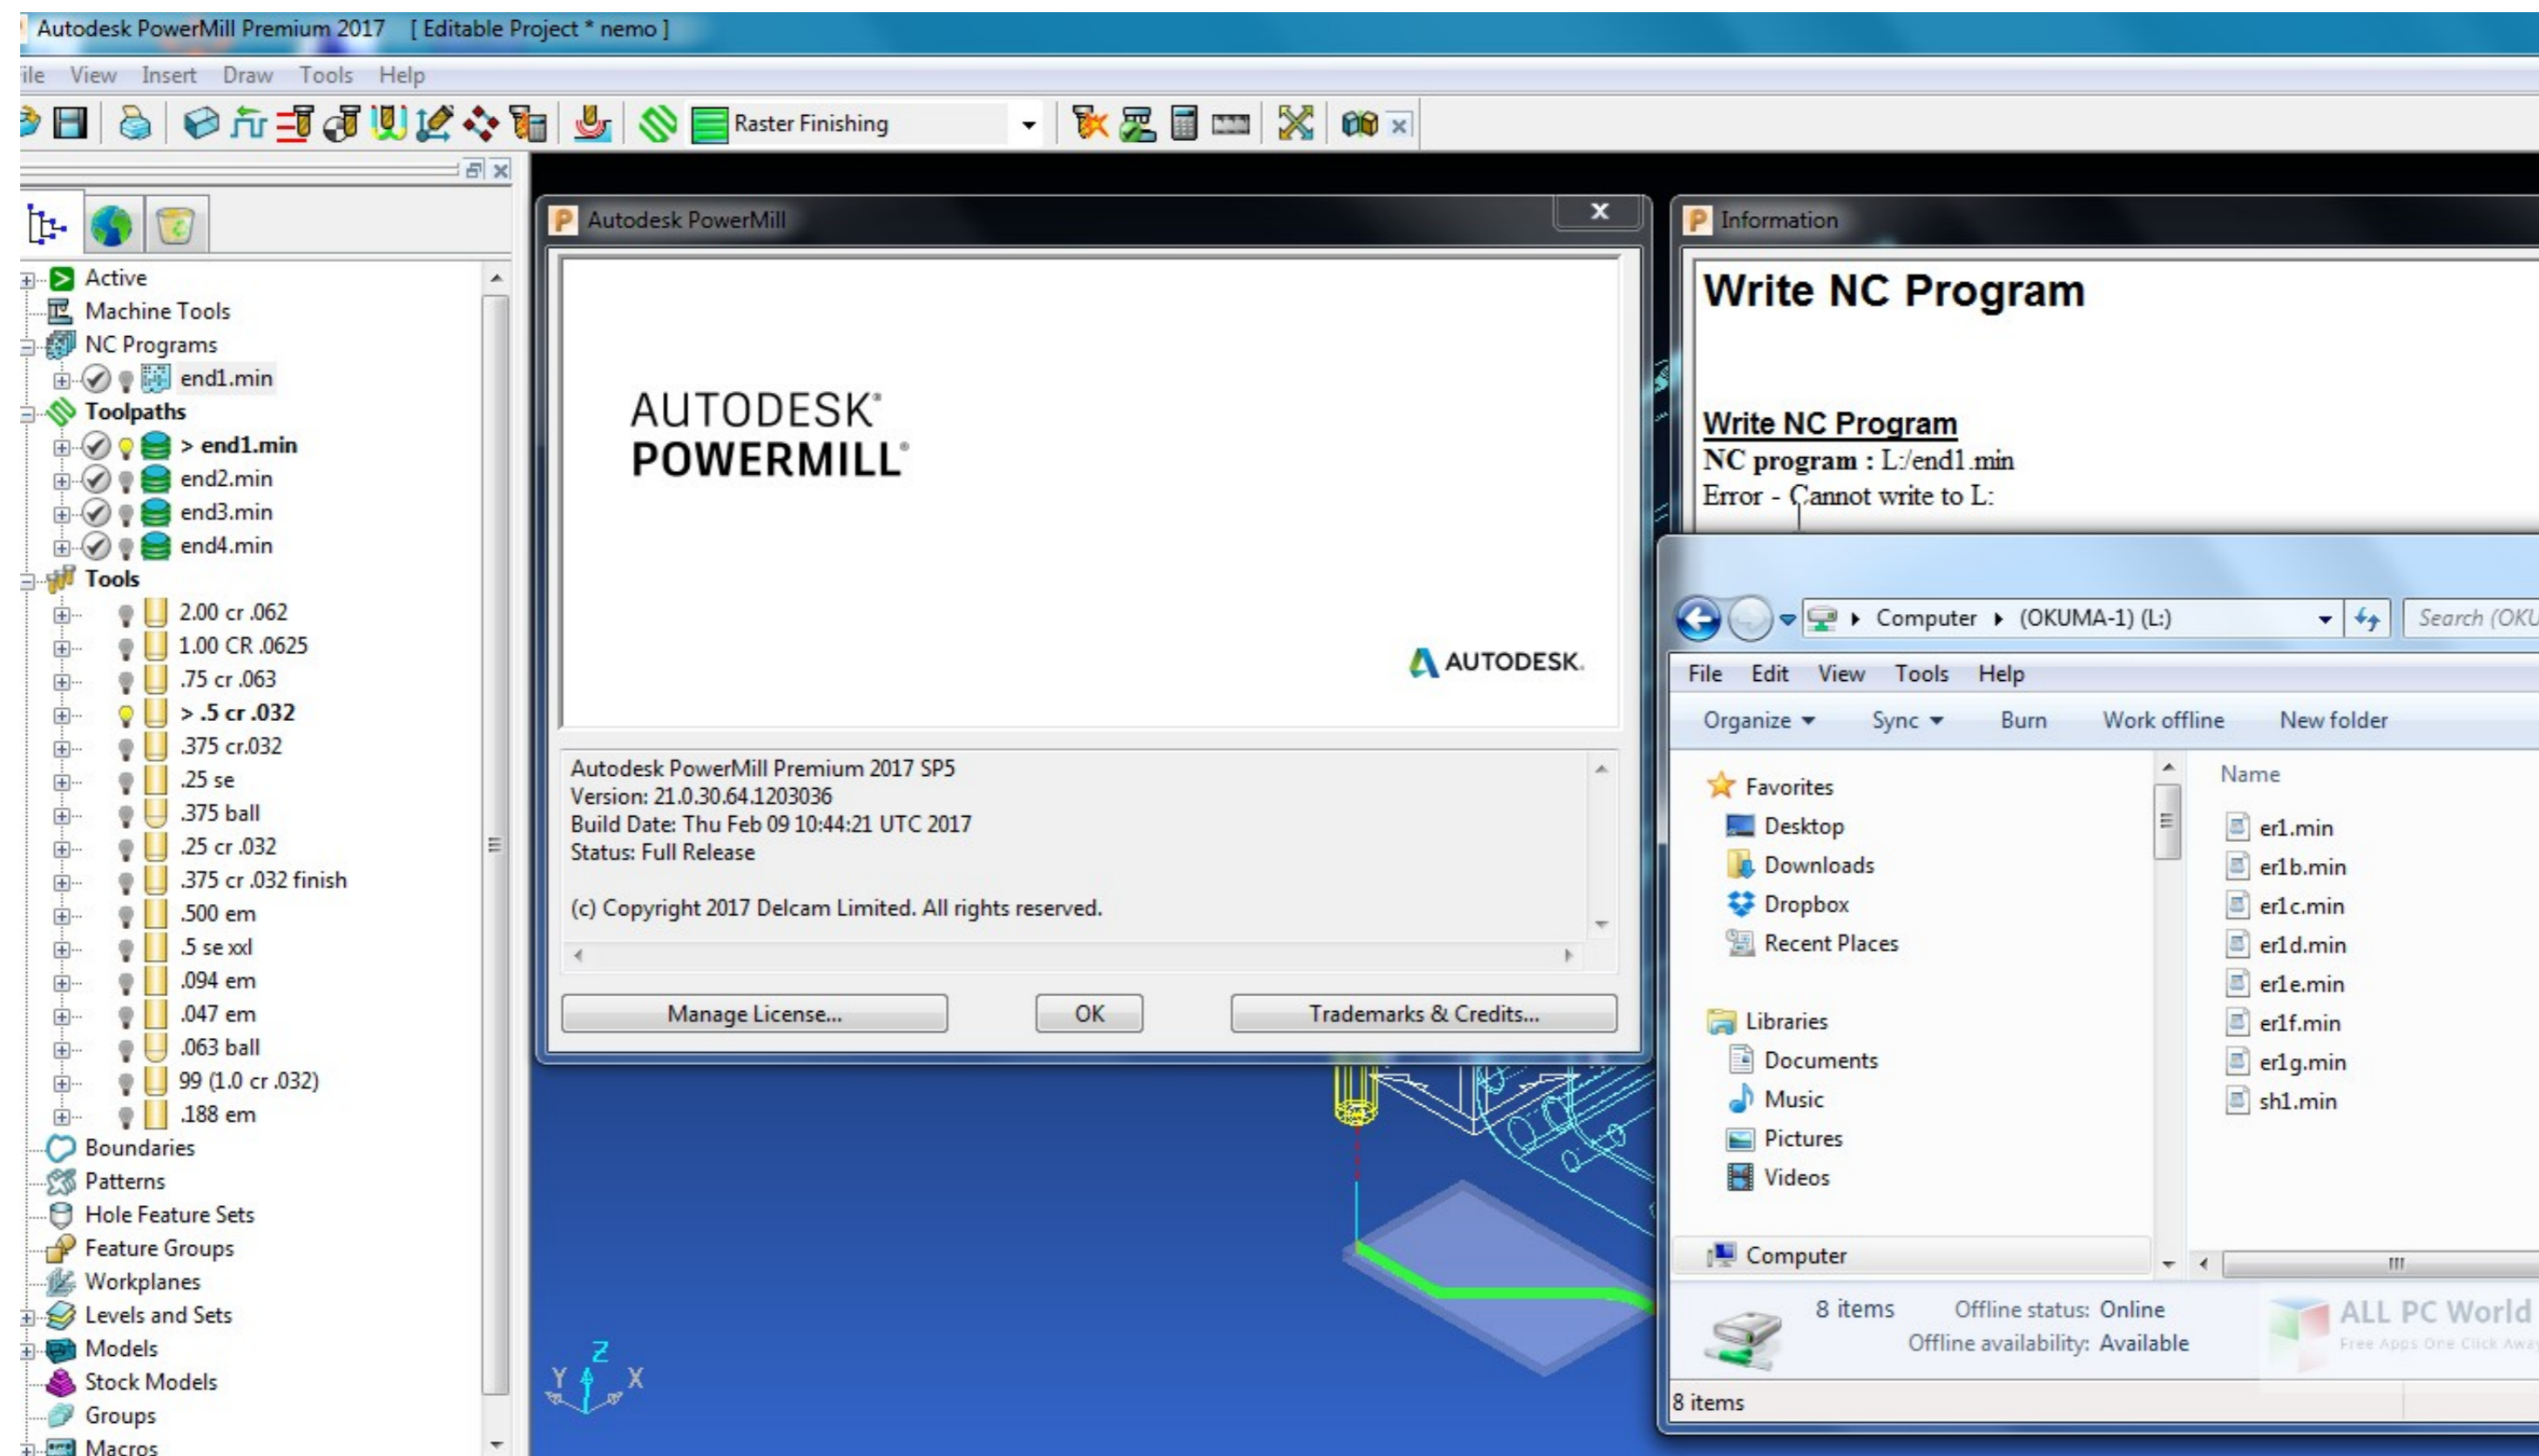 Autodesk PowerMill Premium 2017 [ Editable Project * nemo ]
ile View Insert Draw Tools Help
Raster Finishing
Active
Machine Tools
NC Programs
end1.min
Toolpaths
> end1.min
end2.min
end3.min
end4.min
Tools
2.00 cr .062
1.00 CR .0625
.75 cr .063
> .5 cr .032
.375 cr.032
.25 se
.375 ball
.25 cr .032
.375 cr .032 finish
.500 em
.5 se xxl
.094 em
.047 em
.063 ball
99 (1.0 cr .032)
.188 em
Boundaries
Patterns
Hole Feature Sets
Feature Groups
Workplanes
Levels and Sets
Models
Stock Models
Groups
Macros
Autodesk PowerMill
AUTODESK®
POWERMILL®
AUTODESK.
Autodesk PowerMill Premium 2017 SP5
Version: 21.0.30.64.1203036
Build Date: Thu Feb 09 10:44:21 UTC 2017
Status: Full Release
(c) Copyright 2017 Delcam Limited. All rights reserved.
Manage License... OK Trademarks & Credits...
Z
Y X
Information
Write NC Program
Write NC Program
NC program : L:/end1.min
Error - Cannot write to L:
Computer (OKUMA-1) (L:) Search (OKU
File Edit View Tools Help
Organize Sync Burn Work offline New folder
Favorites
Desktop
Downloads
Dropbox
Recent Places
Libraries
Documents
Music
Pictures
Videos
Computer
Name
er1.min
er1b.min
er1c.min
er1d.min
er1e.min
er1f.min
er1g.min
sh1.min
8 items Offline status: Online
Offline availability: Available
ALL PC World
Free Apps One Click Away
8 items